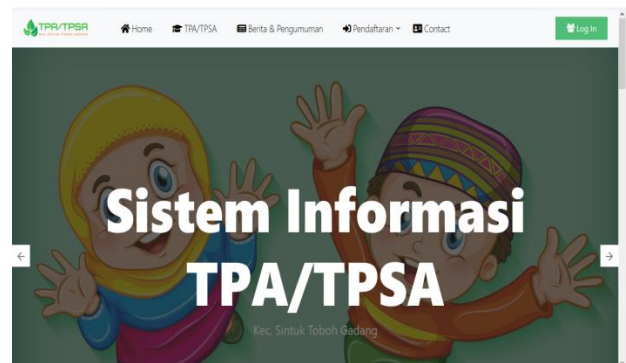 TPA/TPSA
Home TPA/TPSA Berita & Pengumuman Pendaftaran Contact Log In
Sistem Informasi
TPA/TPSA
Kec. Sintuk Toboh Gadang